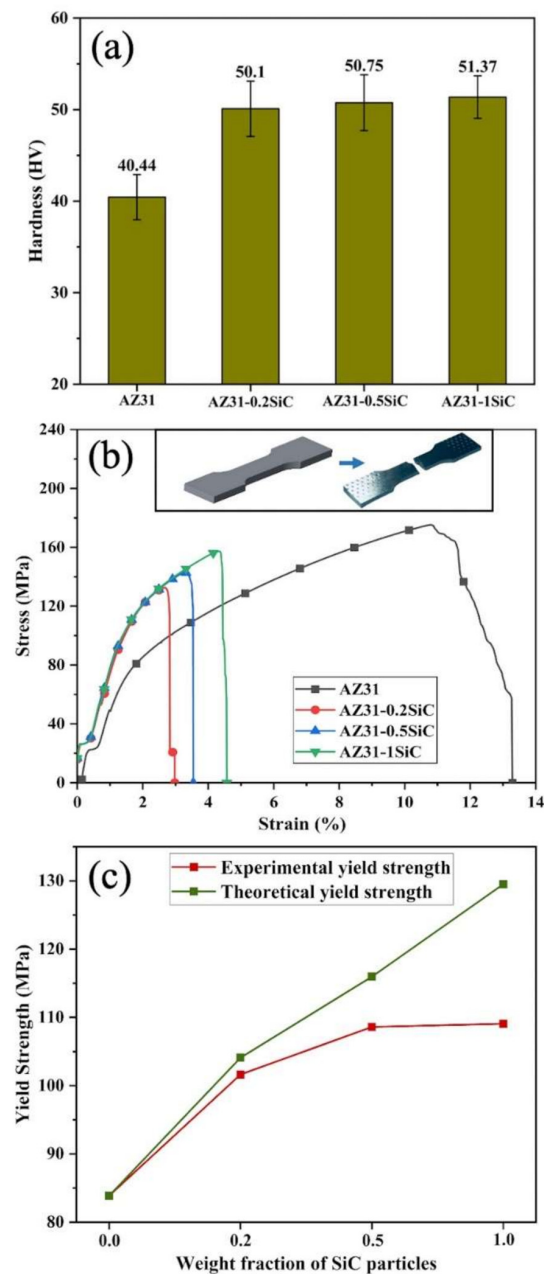 (a)
60
50
40
30
20
Hardness (HV)
40.44
50.1
50.75
51.37
AZ31
AZ31-0.2SiC
AZ31-0.5SiC
AZ31-1SiC
(b)
240
200
160
120
80
40
0
Stress (MPa)
AZ31
AZ31-0.2SiC
AZ31-0.5SiC
AZ31-1SiC
0
2
4
6
8
10
12
14
Strain (%)
(c)
Experimental yield strength
Theoretical yield strength
130
120
110
100
90
80
Yield Strength (MPa)
0.0
0.2
0.5
1.0
Weight fraction of SiC particles